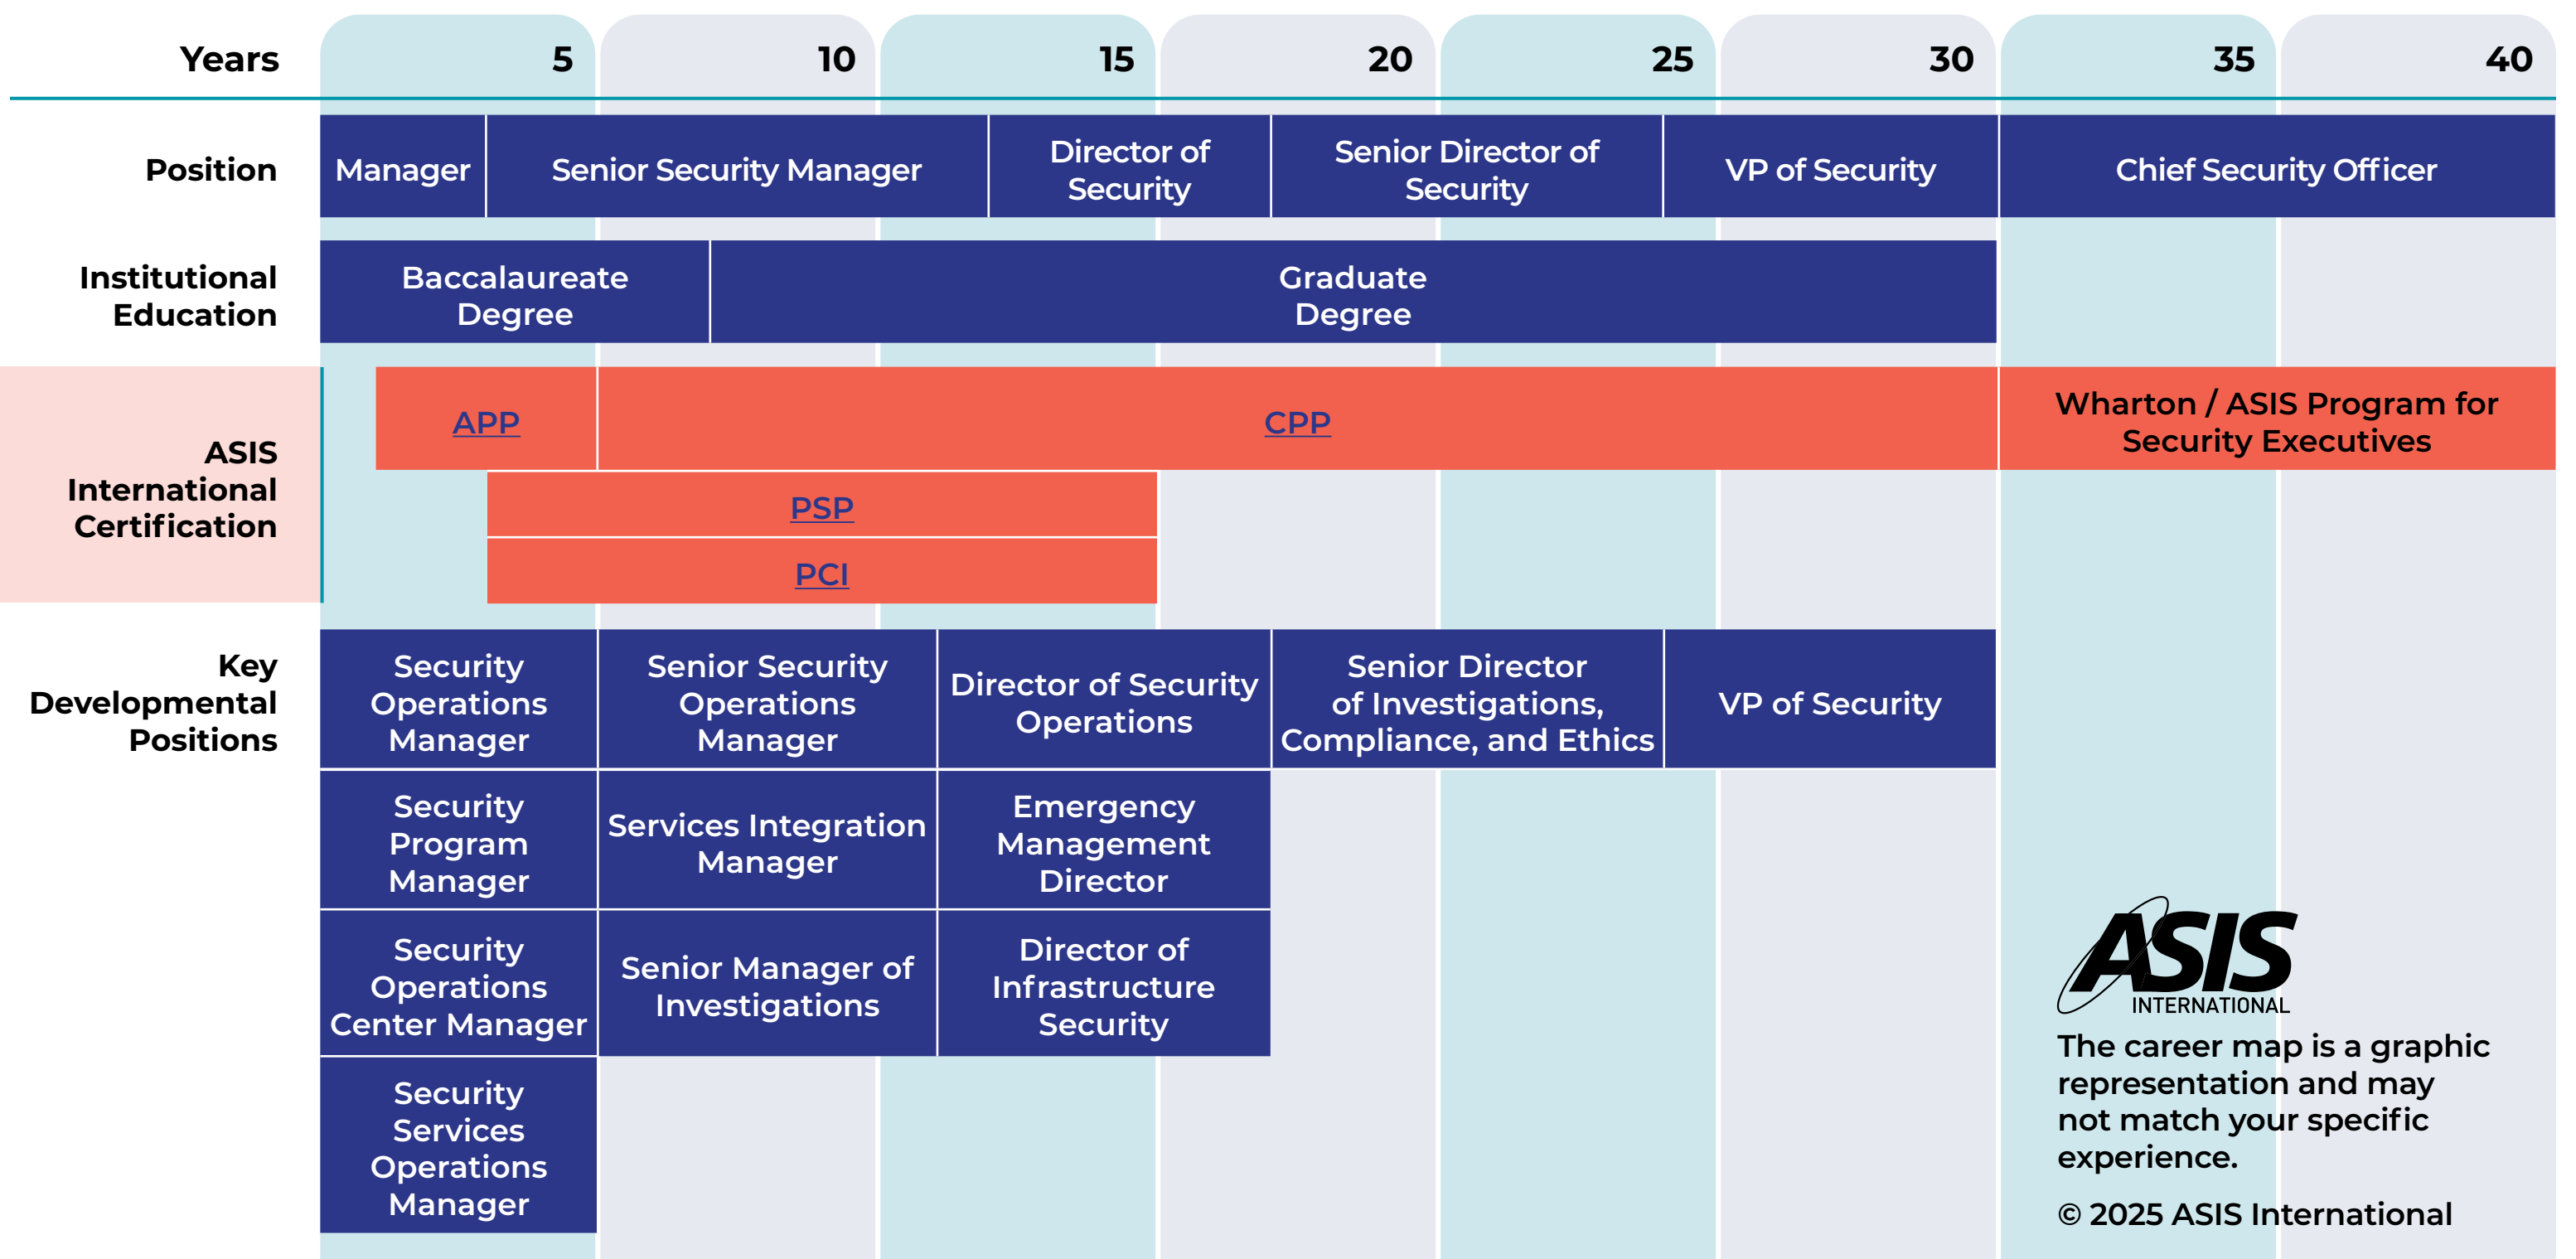 Years 5 10 15 20 25 30 35 40
Position
Manager
Senior Security Manager
Director of
Security
Senior Director of
Security
VP of Security
Chief Security Officer
Institutional
Education
Baccalaureate
Degree
Graduate
Degree
ASIS
International
Certification
APP
CPP
Wharton / ASIS Program for
Security Executives
PSP
PCI
Key
Developmental
Positions
Security
Operations
Manager
Senior Security
Operations
Manager
Director of Security
Operations
Senior Director
of Investigations,
Compliance, and Ethics
VP of Security
Security
Program
Manager
Services Integration
Manager
Emergency
Management
Director
Security
Operations
Center Manager
Senior Manager of
Investigations
Director of
Infrastructure
Security
Security
Services
Operations
Manager
ASIS
INTERNATIONAL
The career map is a graphic
representation and may
not match your specific
experience.
© 2025 ASIS International